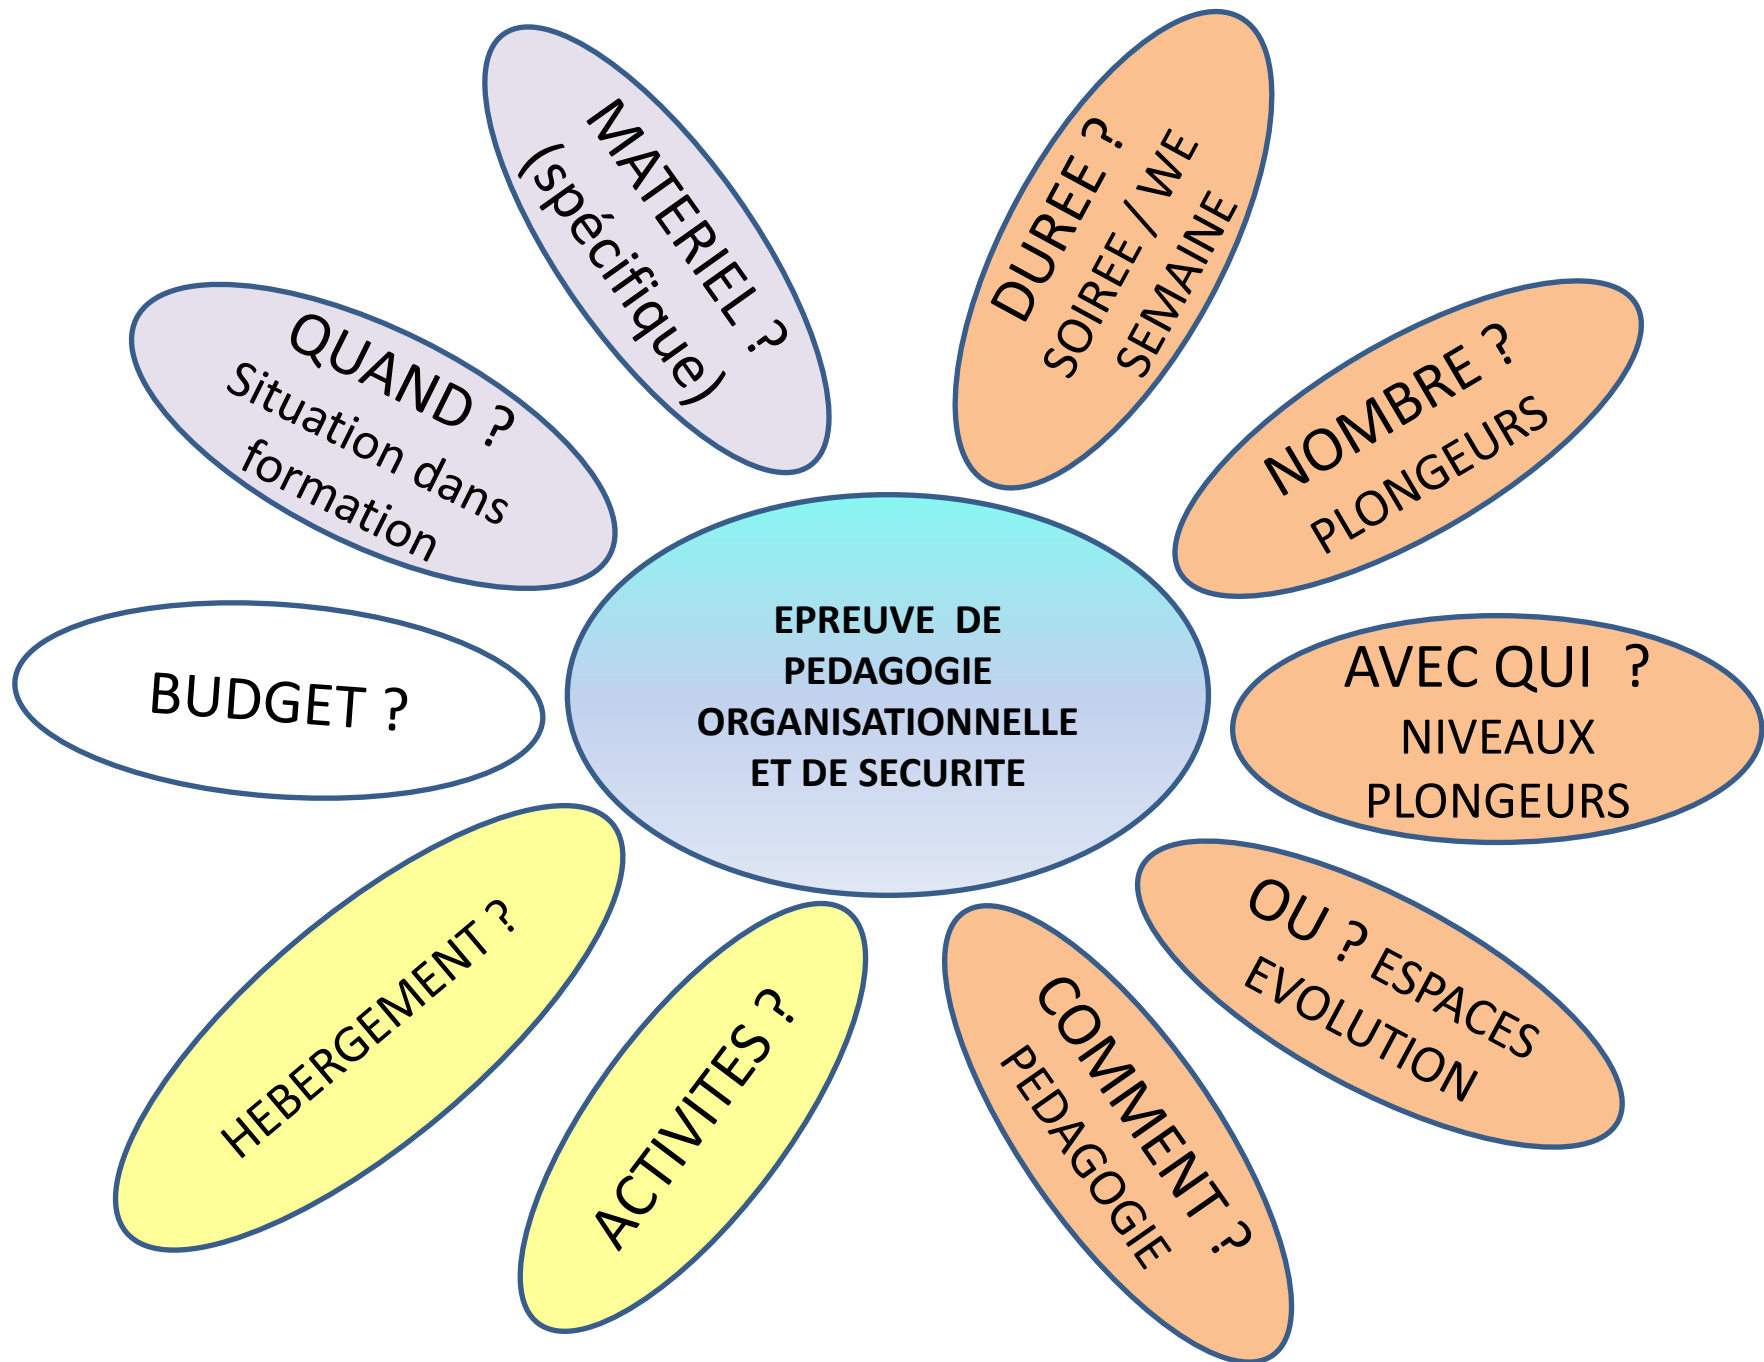 MATERIEL ?
(spécifique)
DUREE ?
SOIREE / WE
SEMAINE
QUAND ?
Situation dans
formation
NOMBRE ?
PLONGEURS
BUDGET ?
EPREUVE DE
PEDAGOGIE
ORGANISATIONNELLE
ET DE SECURITE
AVEC QUI ?
NIVEAUX
PLONGEURS
HEBERGEMENT ?
ACTIVITES ?
COMMENT ?
PEDAGOGIE
OU ? ESPACES
EVOLUTION